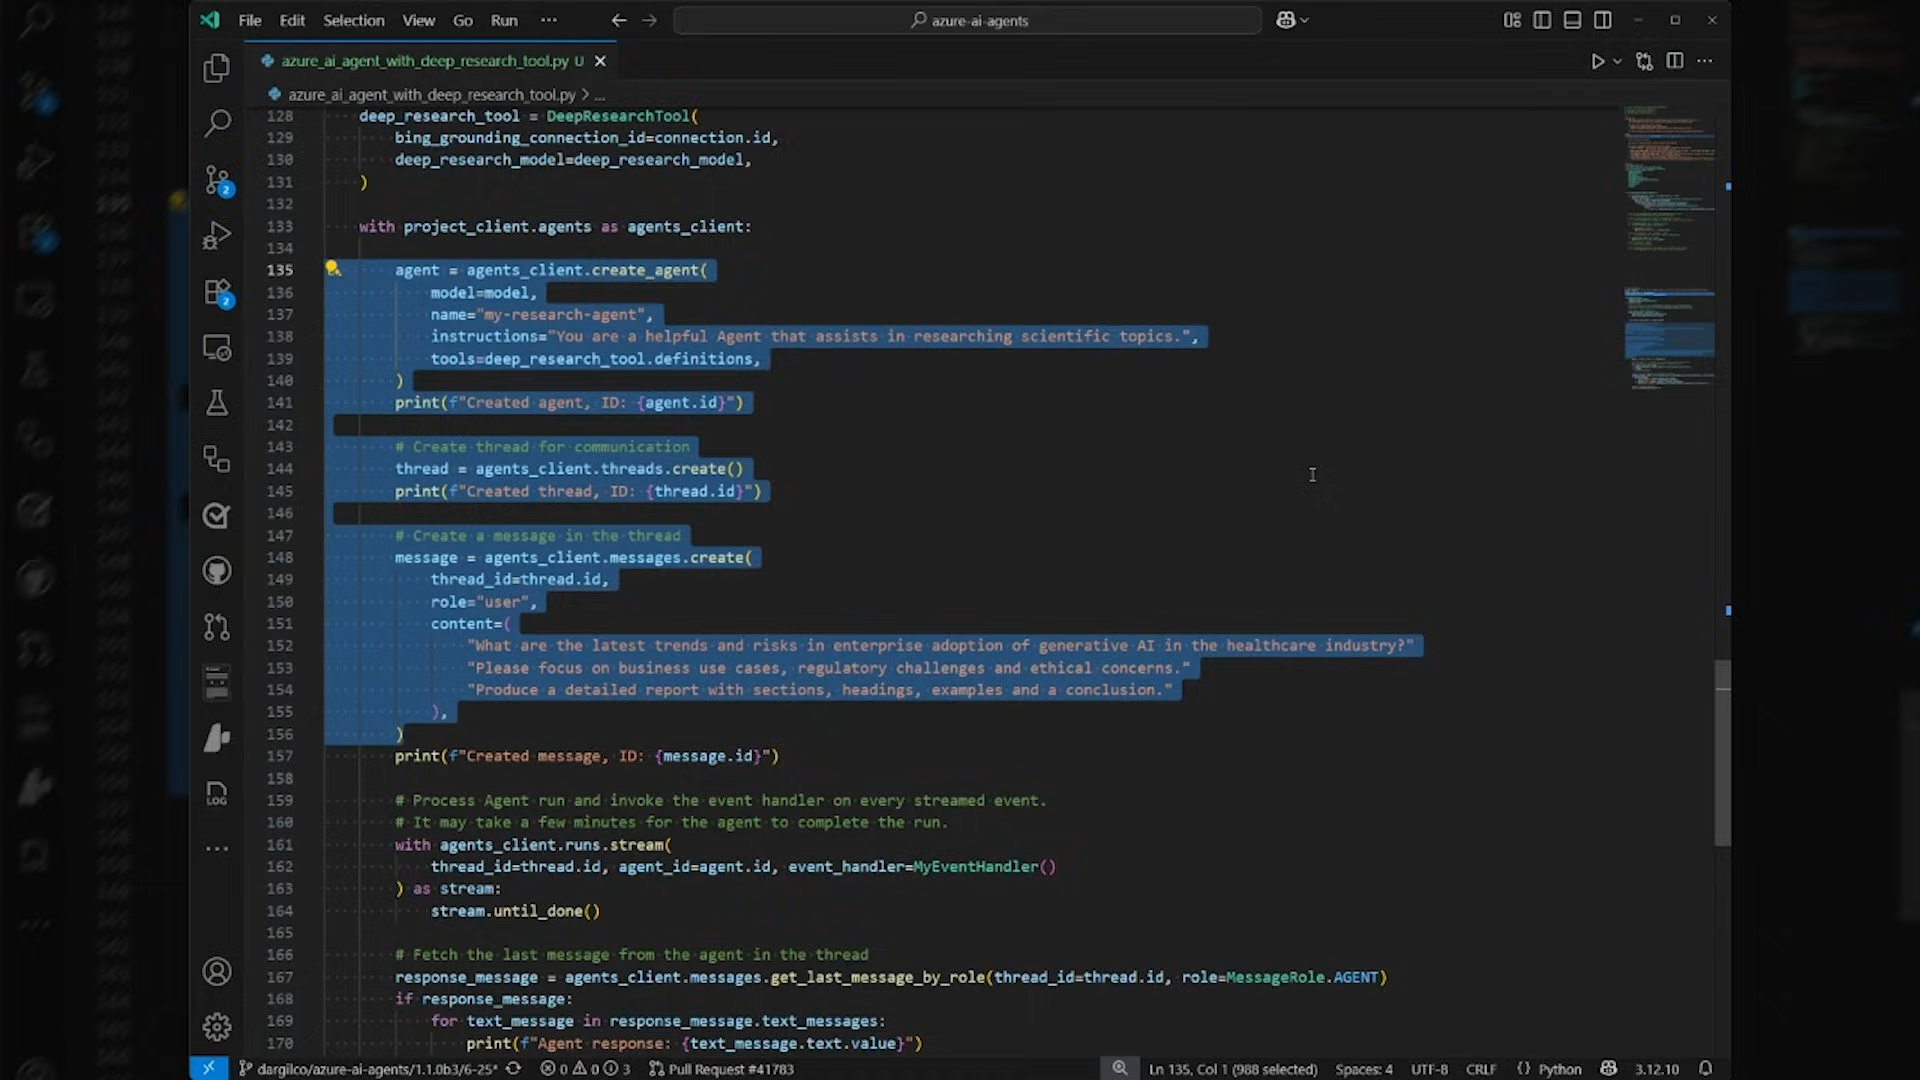 File Edit Selection View Go Run ··· azure-ai-agents
azure_ai_agent_with_deep_research_tool.py U
azure_ai_agent_with_deep_research_tool.py > ...
128 deep_research_tool = DeepResearchTool(
129 bing_grounding_connection_id=connection.id,
130 deep_research_model=deep_research_model,
131 )
132
133 with project_client.agents as agents_client:
134
135 agent = agents_client.create_agent(
136 model=model,
137 name="my-research-agent",
138 instructions="You are a helpful Agent that assists in researching scientific topics.",
139 tools=deep_research_tool.definitions,
140 )
141 print(f"Created agent, ID: {agent.id}")
142
143 # Create thread for communication
144 thread = agents_client.threads.create()
145 print(f"Created thread, ID: {thread.id}")
146
147 # Create a message in the thread
148 message = agents_client.messages.create(
149 thread_id=thread.id,
150 role="user",
151 content=(
152 "What are the latest trends and risks in enterprise adoption of generative AI in the healthcare industry?"
153 "Please focus on business use cases, regulatory challenges and ethical concerns."
154 "Produce a detailed report with sections, headings, examples and a conclusion."
155 ),
156 )
157 print(f"Created message, ID: {message.id}")
158
159 # Process Agent run and invoke the event handler on every streamed event.
160 # It may take a few minutes for the agent to complete the run.
161 with agents_client.runs.stream(
162 thread_id=thread.id, agent_id=agent.id, event_handler=MyEventHandler()
163 ) as stream:
164 stream.until_done()
165
166 # Fetch the last message from the agent in the thread
167 response_message = agents_client.messages.get_last_message_by_role(thread_id=thread.id, role=MessageRole.AGENT)
168 if response_message:
169 for text_message in response_message.text_messages:
170 print(f"Agent response: {text_message.text.value}")
2
2
LOG
dargilco/azure-ai-agents/1.1.0b3/6-25* 0 0 3 Pull Request #41783 Ln 135, Col 1 (988 selected) Spaces: 4 UTF-8 CRLF {} Python 3.12.10